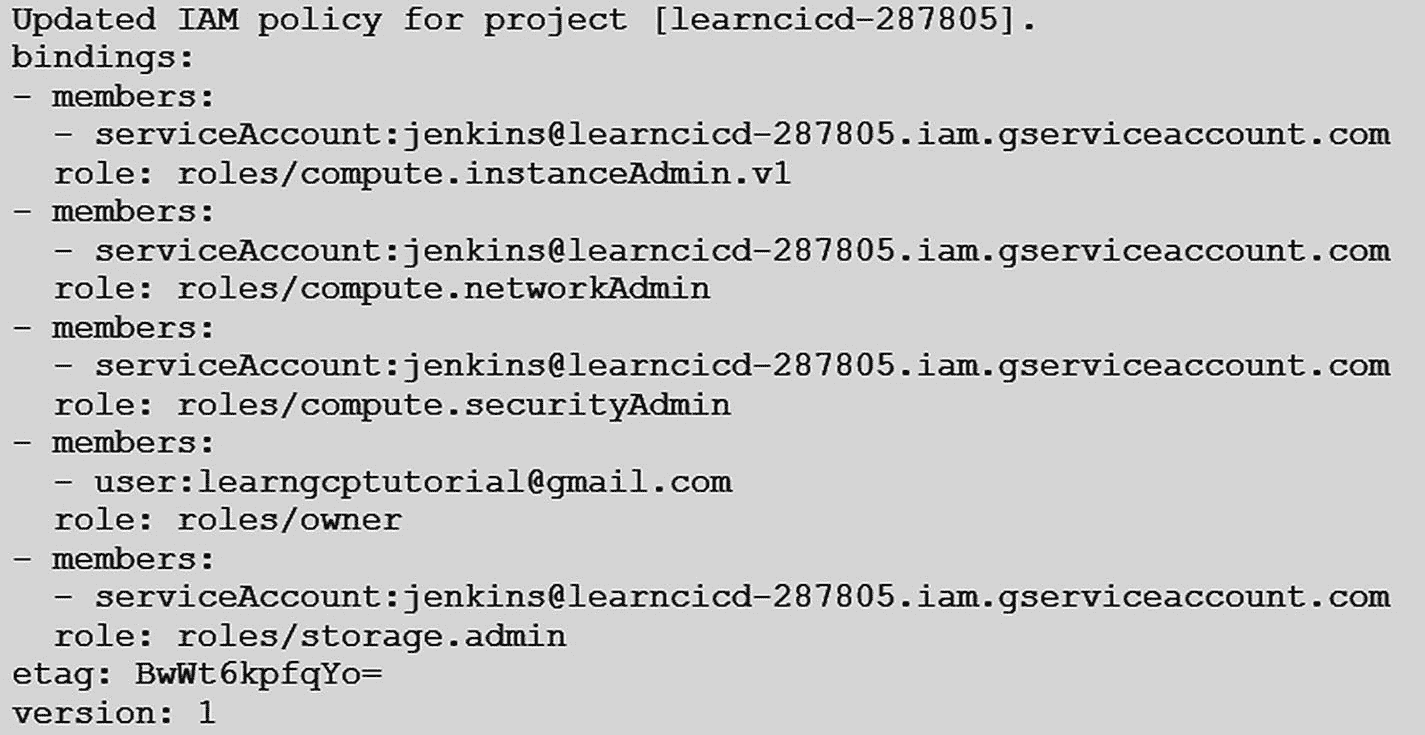 Updated IAM policy for project [learncicd-287805].
bindings:
- members:
  - serviceAccount:jenkins@learncicd-287805.iam.gserviceaccount.com
  role: roles/compute.instanceAdmin.v1
- members:
  - serviceAccount:jenkins@learncicd-287805.iam.gserviceaccount.com
  role: roles/compute.networkAdmin
- members:
  - serviceAccount:jenkins@learncicd-287805.iam.gserviceaccount.com
  role: roles/compute.securityAdmin
- members:
  - user:learngcptutorial@gmail.com
  role: roles/owner
- members:
  - serviceAccount:jenkins@learncicd-287805.iam.gserviceaccount.com
  role: roles/storage.admin
etag: BwWt6kpfqYo=
version: 1